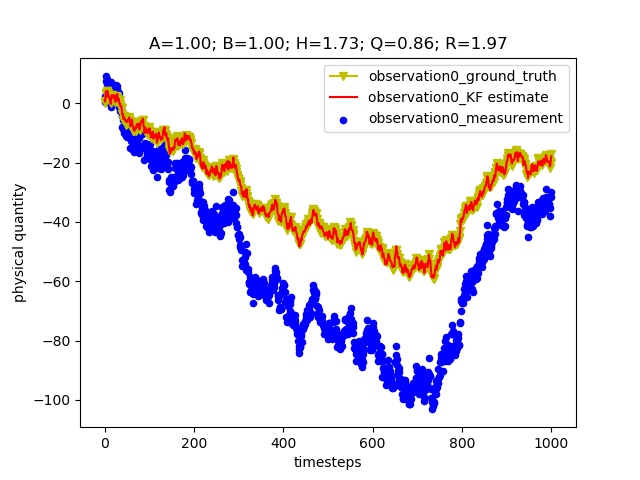 A=1.00; B=1.00; H=1.73; Q=0.86; R=1.97
observation0_ground_truth
observation0_KF estimate
observation0_measurement
physical quantity
0
−20
−40
−60
−80
−100
0 200 400 600 800 1000
timesteps